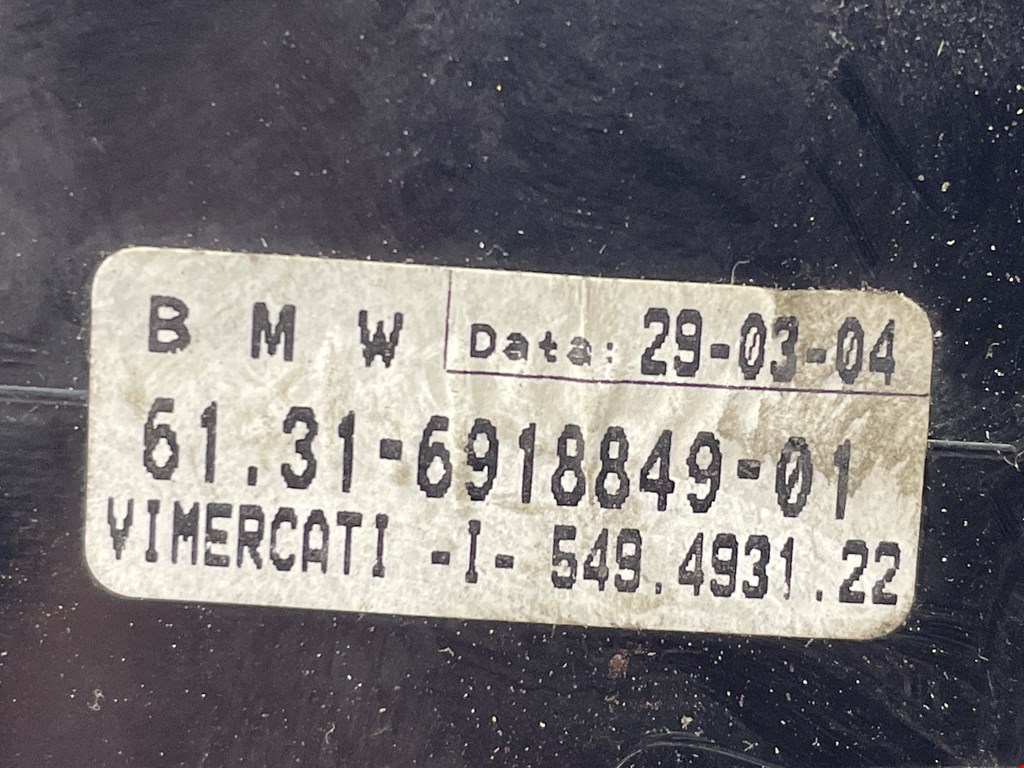 B M W Data: 29-03-04
61.31-6918849-01
VIMERCATI -I- 549.4931.22